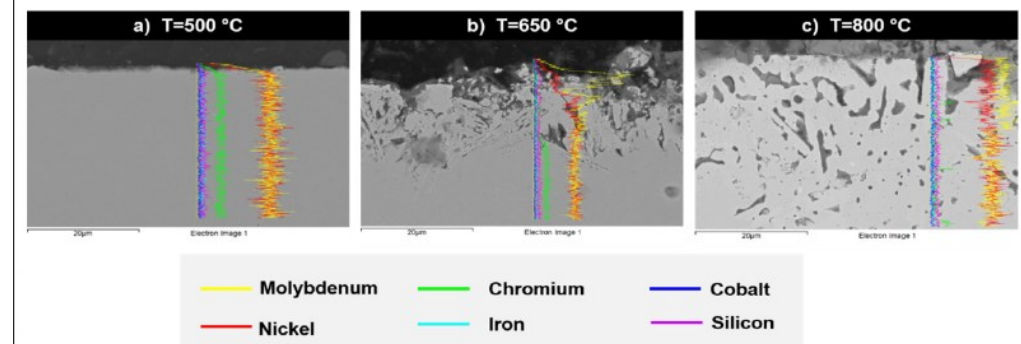 a) T=500 °C
b) T=650 °C
c) T=800 °C
20µm
Electron Image 1
20µm
Electron Image 1
20µm
Electron Image 1
Molybdenum
Chromium
Cobalt
Nickel
Iron
Silicon